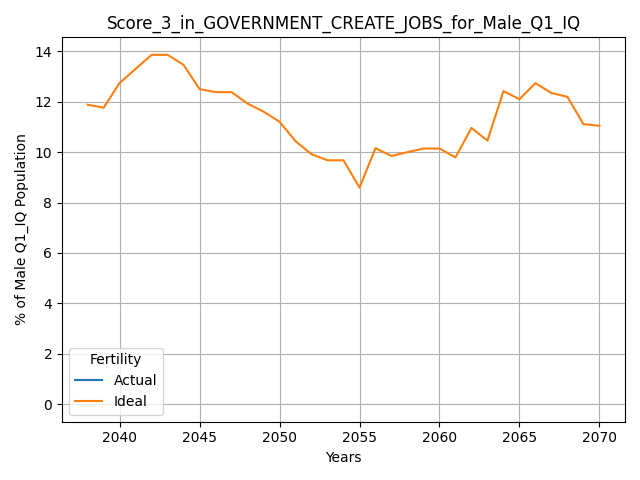 Score_3_in_GOVERNMENT_CREATE_JOBS_for_Male_Q1_IQ
14
12
10
8
6
4
2
0
% of Male Q1_IQ Population
Fertility
Actual
Ideal
2040 2045 2050 2055 2060 2065 2070
Years